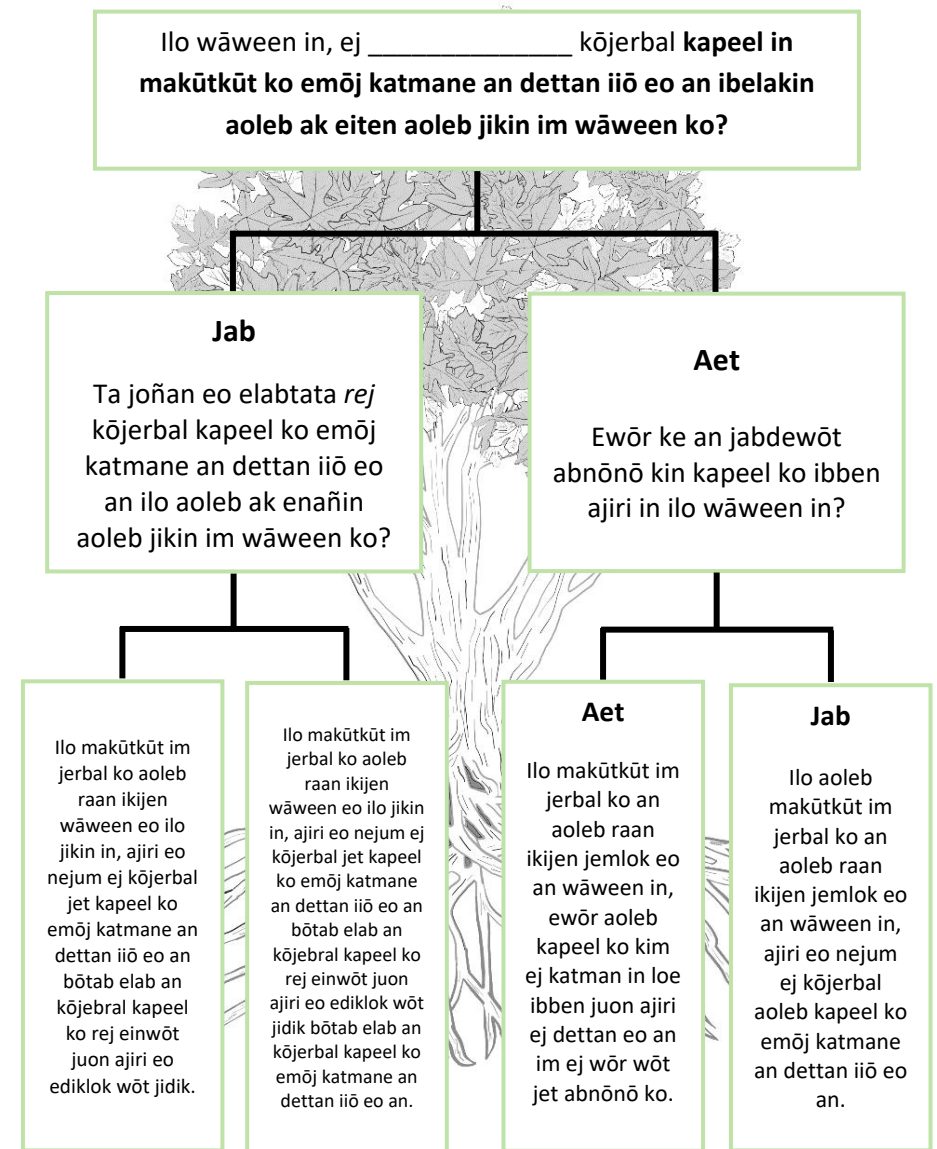 Ilo wāween in, ej _______________ kōjerbal kapeel in
makūtkūt ko emōj katmane an dettan iiō eo an ibelakin
aoleb ak eiten aoleb jikin im wāween ko?
Jab
Ta joñan eo elabtata rej
kōjerbal kapeel ko emōj
katmane an dettan iiō eo
an ilo aoleb ak enañin
aoleb jikin im wāween ko?
Aet
Ewōr ke an jabdewōt
abnōnō kin kapeel ko ibben
ajiri in ilo wāween in?
Ilo makūtkūt im
jerbal ko aoleb
raan ikijen
wāween eo ilo
jikin in, ajiri eo
nejum ej kōjerbal
jet kapeel ko
emōj katmane an
dettan iiō eo an
bōtab elab an
kōjebral kapeel
ko rej einwōt
juon ajiri eo
ediklok wōt jidik.
Ilo makūtkūt im
jerbal ko aoleb
raan ikijen
wāween eo ilo jikin
in, ajiri eo nejum ej
kōjerbal jet kapeel
ko emōj katmane
an dettan iiō eo an
bōtab elab an
kōjebral kapeel ko
rej einwōt juon
ajiri eo ediklok wōt
jidik bōtab elab an
kōjerbal kapeel ko
emōj katmane an
dettan iiō eo an.
Aet
Ilo makūtkūt im
jerbal ko an
aoleb raan
ikijen jemlok eo
an wāween in,
ewōr aoleb
kapeel ko kim
ej katman in loe
ibben juon ajiri
ej dettan eo an
im ej wōr wōt
jet abnōnō ko.
Jab
Ilo aoleb
makūtkūt im
jerbal ko an
aoleb raan
ikijen jemlok eo
an wāween in,
ajiri eo nejum
ej kōjerbal
aoleb kapeel ko
emōj katmane
an dettan iiō eo
an.